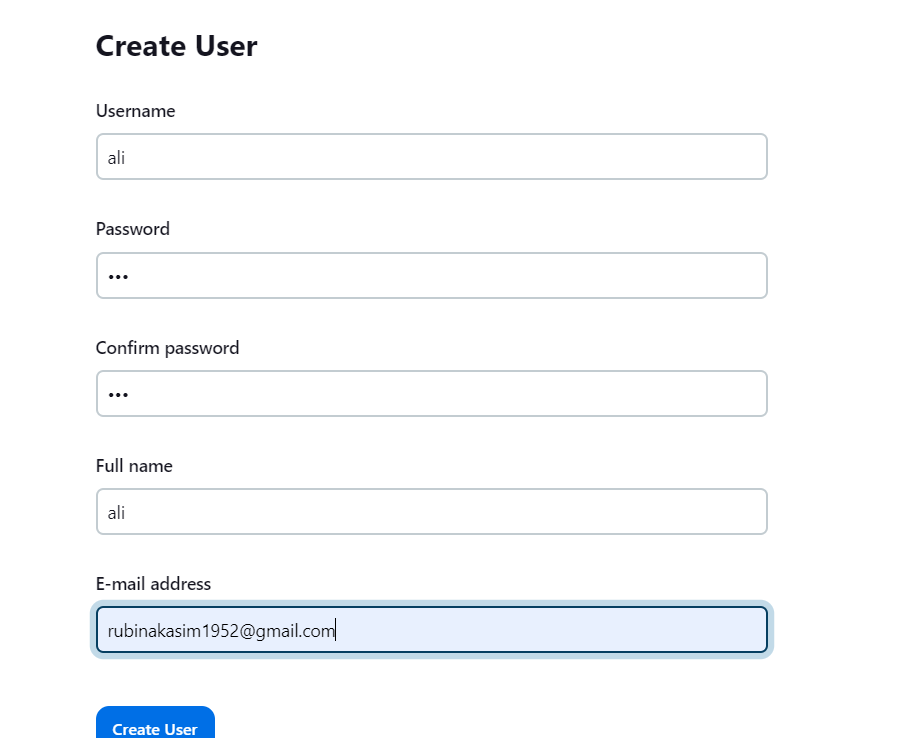 Create User
Username
ali
Password
•••
Confirm password
•••
Full name
ali
E-mail address
rubinakasim1952@gmail.com
Create User